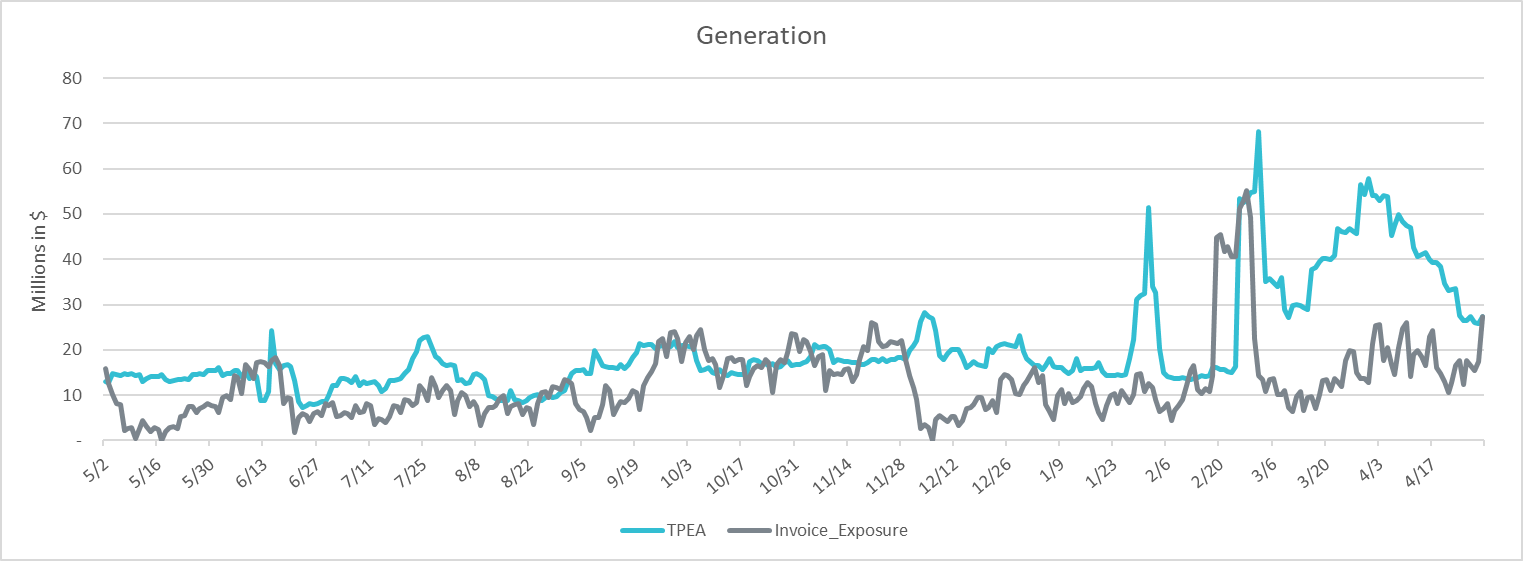 Generation
Millions in $
80
70
60
50
40
30
20
10
-
5/2 5/16 5/30 6/13 6/27 7/11 7/25 8/8 8/22 9/5 9/19 10/3 10/17 10/31 11/14 11/28 12/12 12/26 1/9 1/23 2/6 2/20 3/6 3/20 4/3 4/17
TPEA Invoice_Exposure